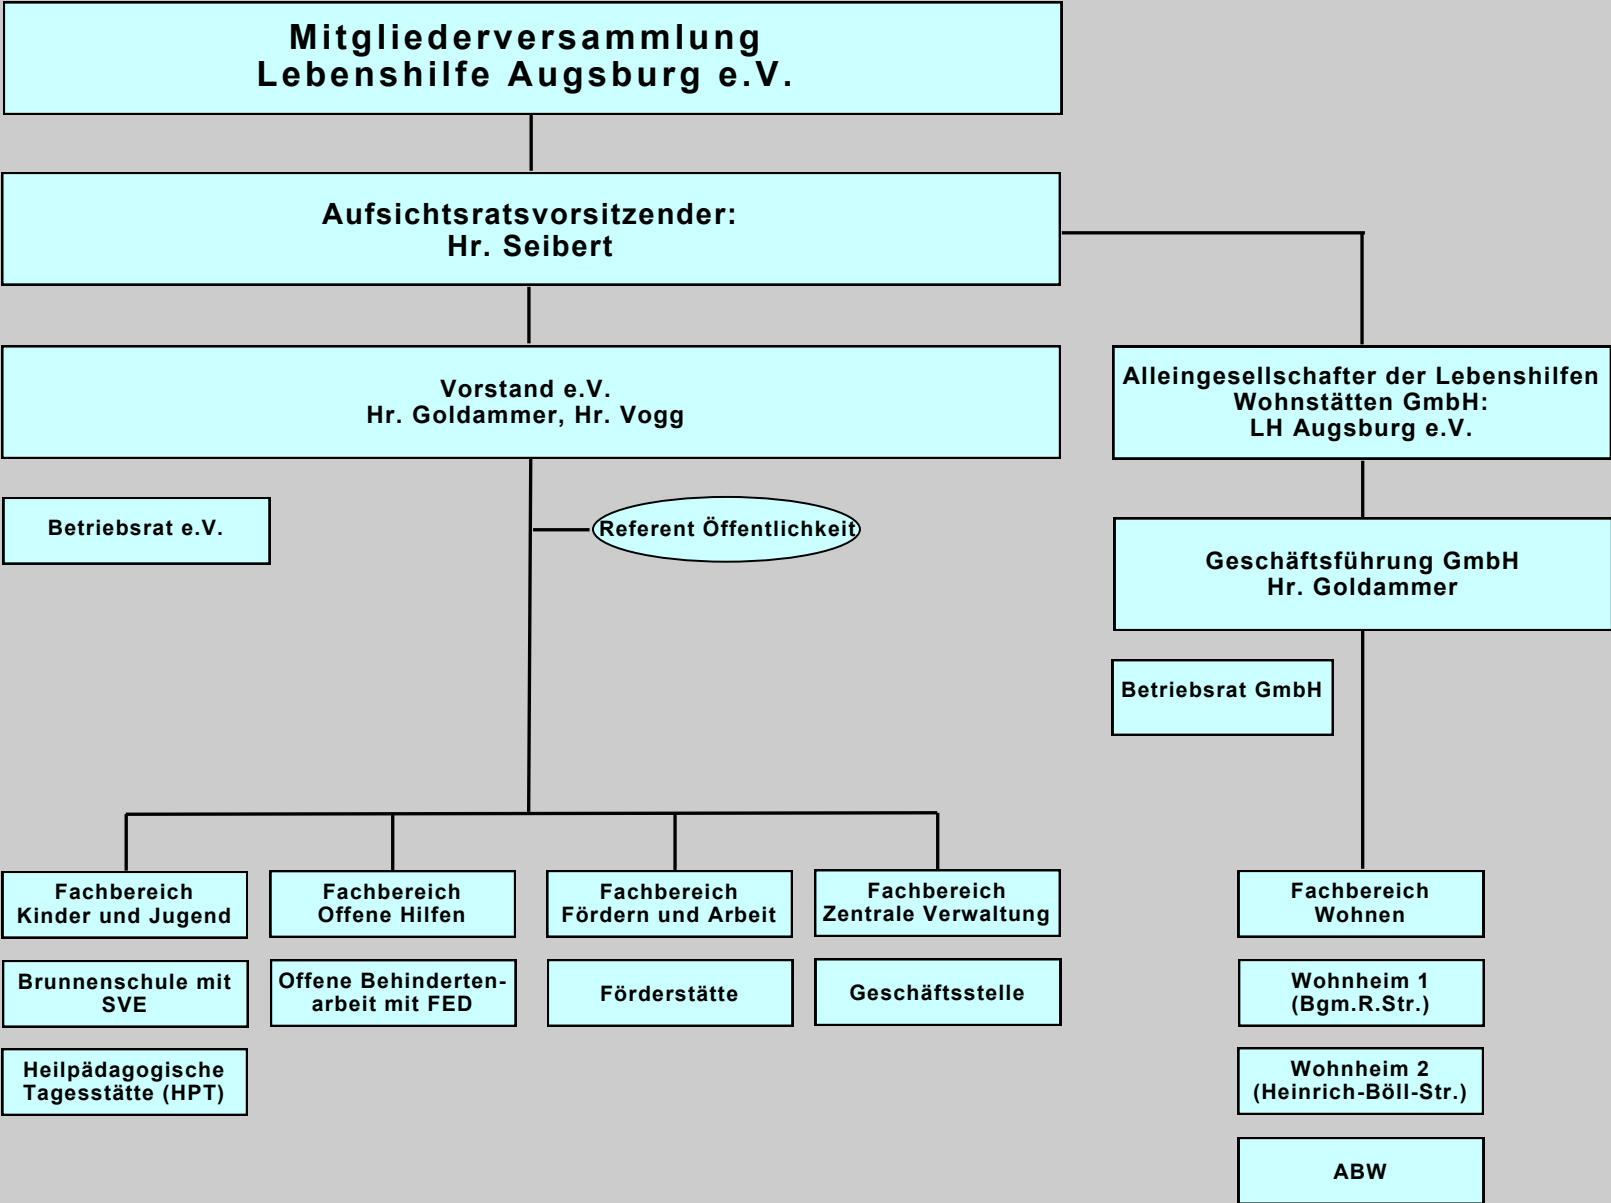 Mitgliederversammlung
Lebenshilfe Augsburg e.V.
Aufsichtsratsvorsitzender:
Hr. Seibert
Vorstand e.V.
Hr. Goldammer, Hr. Vogg
Alleingesellschafter der Lebenshilfen
Wohnstätten GmbH:
LH Augsburg e.V.
Betriebsrat e.V.
Referent Öffentlichkeit
Geschäftsführung GmbH
Hr. Goldammer
Betriebsrat GmbH
Fachbereich
Kinder und Jugend
Fachbereich
Offene Hilfen
Fachbereich
Fördern und Arbeit
Fachbereich
Zentrale Verwaltung
Fachbereich
Wohnen
Brunnenschule mit
SVE
Offene Behinderten-
arbeit mit FED
Förderstätte
Geschäftsstelle
Wohnheim 1
(Bgm.R.Str.)
Heilpädagogische
Tagesstätte (HPT)
Wohnheim 2
(Heinrich-Böll-Str.)
ABW